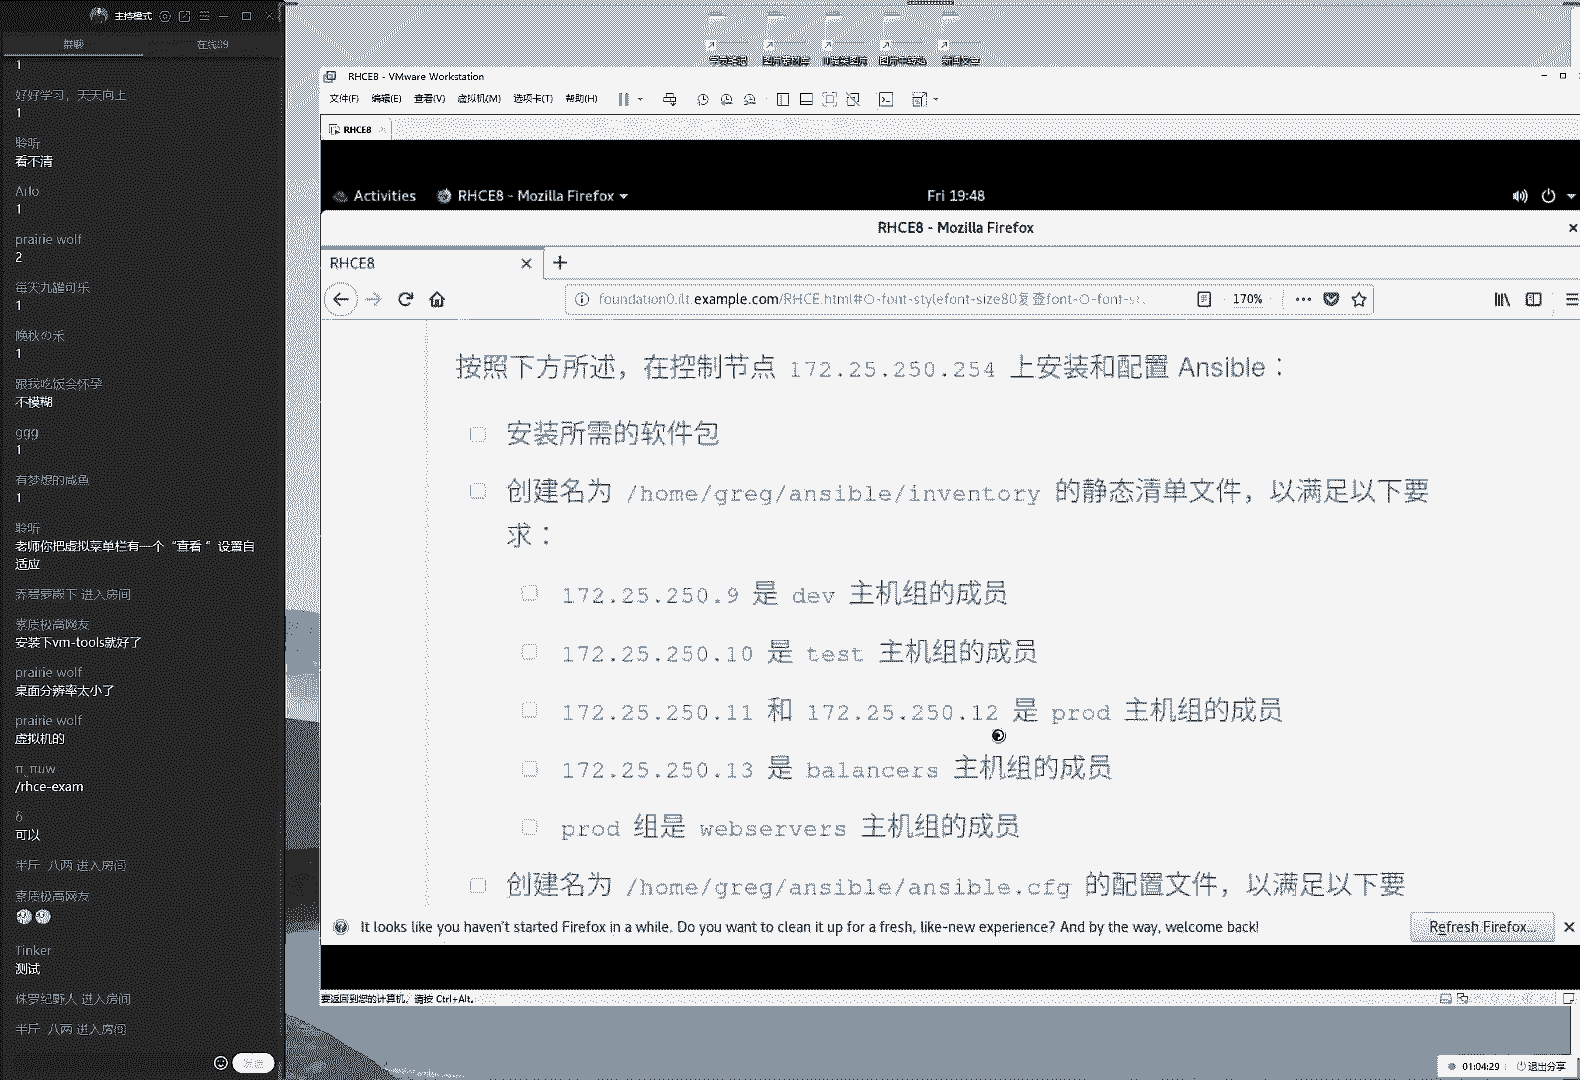 主持模式
在线09
1
好好学习，天天向上
1
聆听
看不清
Arlo
1
prairie wolf
2
每天九罐可乐
1
晚秋の禾
1
跟我吃饭会怀孕
不模糊
ggg
1
有梦想的咸鱼
1
聆听
老师你把虚拟菜单栏有一个“查看 ”设置自
适应
乔碧萝殿下 进入房间
素质极高网友
安装下vm-tools就好了
prairie wolf
桌面分辨率太小了
prairie wolf
虚拟机的
/rhce-exam
δ
可以
半斤 八两 进入房间
素质极高网友
Tinker
测试
侏罗纪野人 进入房间
半斤 八两 进入房间
发送
RHCE8 - VMware Workstation
文件(F) 编辑(E) 查看(V) 虚拟机(M) 选项卡(T) 帮助(H)
RHCE8
Activities RHCE8 - Mozilla Firefox Fri 19:48
RHCE8 - Mozilla Firefox
RHCE8
foundation0.ilt.example.com/RHCE.html#O-font-stylefont-size80复查font-O-font-st.
170%
按照下方所述，在控制节点 172.25.250.254 上安装和配置 Ansible：
安装所需的软件包
创建名为 /home/greg/ansible/inventory 的静态清单文件，以满足以下要
求：
172.25.250.9 是 dev 主机组的成员
172.25.250.10 是 test 主机组的成员
172.25.250.11 和 172.25.250.12 是 prod 主机组的成员
172.25.250.13 是 balancers 主机组的成员
prod 组是 webservers 主机组的成员
创建名为 /home/greg/ansible/ansible.cfg 的配置文件，以满足以下要
It looks like you haven't started Firefox in a while. Do you want to clean it up for a fresh, like-new experience? And by the way, welcome back!
Refresh Firefox...
要返回到您的计算机，请按 Ctrl+Alt。
01:04:29 退出分享